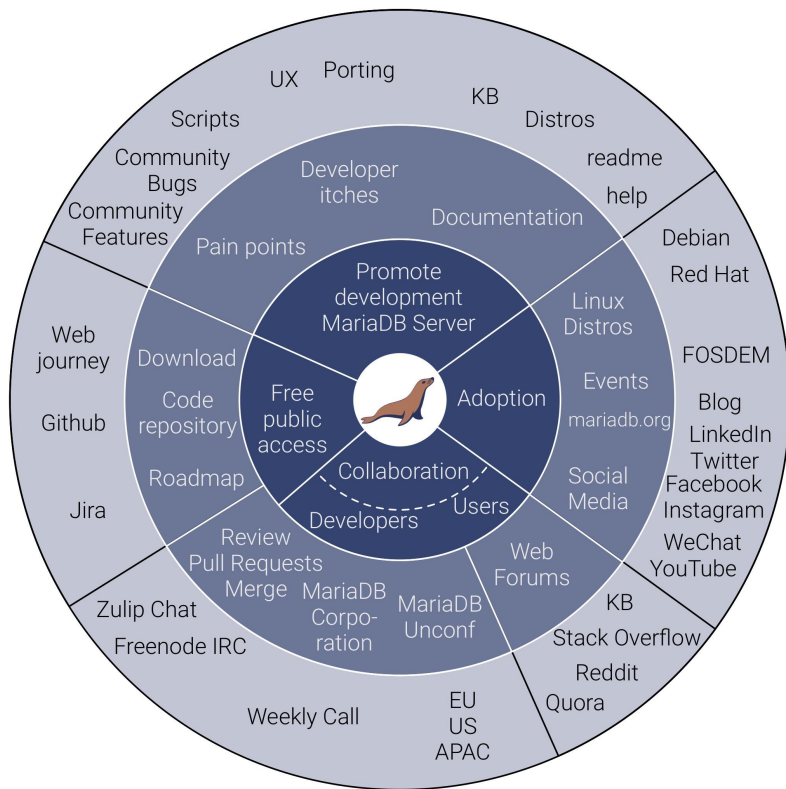 UX
Porting
KB
Scripts
Distros
Community
Bugs
readme
Community
Features
help
Developer
itches
Documentation
Pain points
Promote
development
MariaDB Server
Debian
Red Hat
FOSDEM
Blog
LinkedIn
Twitter
Facebook
Instagram
WeChat
YouTube
Linux
Distros
Events
mariadb.org
Social
Media
Adoption
Web
journey
Github
Jira
Download
Code
repository
Roadmap
Free
public
access
Collaboration
Developers
Users
Review
Pull Requests
Merge
MariaDB
Corpo-
ration
MariaDB
Unconf
Web
Forums
Zulip Chat
Freenode IRC
Weekly Call
EU
US
APAC
KB
Stack Overflow
Reddit
Quora